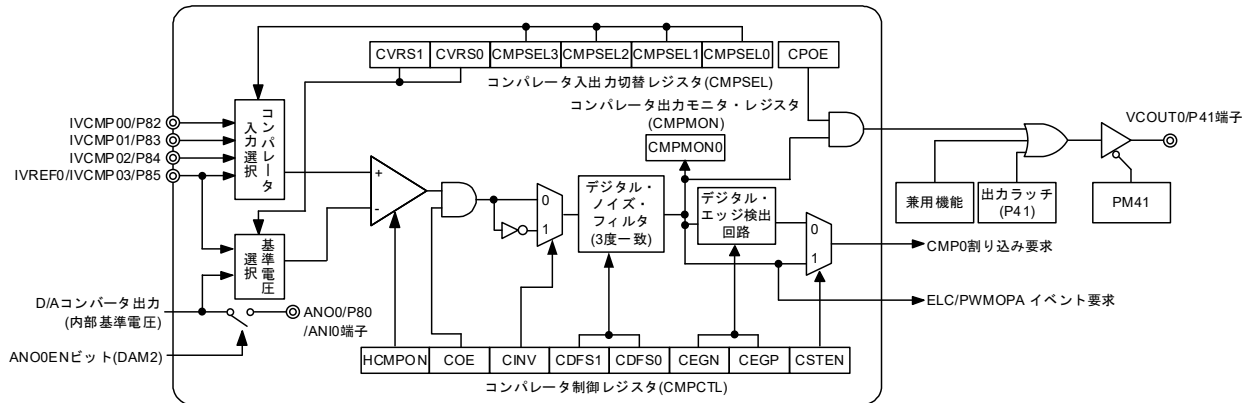 CVRS1
CVRS0
CMPSEL3
CMPSEL2
CMPSEL1
CMPSEL0
CPOE
コンパレータ入出力切替レジスタ(CMPSEL)
コンパレータ出力モニタ・レジスタ
(CMPMON)
CMPMON0
IVCMP00/P82
IVCMP01/P83
IVCMP02/P84
IVREF0/IVCMP03/P85
コンパレータ
入力選択
基準電圧
選択
+
-
0
1
デジタル・
ノイズ・
フィルタ
(3度一致)
デジタル・
エッジ検出
回路
0
1
VCOUT0/P41端子
兼用機能
出力ラッチ
(P41)
PM41
CMP0割り込み要求
ELC/PWMOPA イベント要求
D/Aコンバータ出力
(内部基準電圧)
ANO0/P80
/ANI0端子
ANO0ENビット(DAM2)
HCMPON
COE
CINV
CDFS1
CDFS0
CEGN
CEGP
CSTEN
コンパレータ制御レジスタ(CMPCTL)